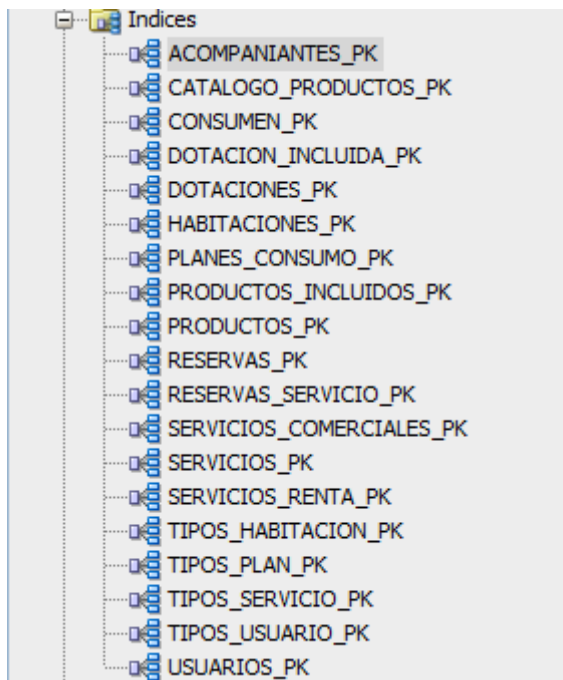 Indices
ACOMPANIANTES_PK
CATALOGO_PRODUCTOS_PK
CONSUMEN_PK
DOTACION_INCLUIDA_PK
DOTACIONES_PK
HABITACIONES_PK
PLANES_CONSUMO_PK
PRODUCTOS_INCLUIDOS_PK
PRODUCTOS_PK
RESERVAS_PK
RESERVAS_SERVICIO_PK
SERVICIOS_COMERCIALES_PK
SERVICIOS_PK
SERVICIOS_RENTA_PK
TIPOS_HABITACION_PK
TIPOS_PLAN_PK
TIPOS_SERVICIO_PK
TIPOS_USUARIO_PK
USUARIOS_PK